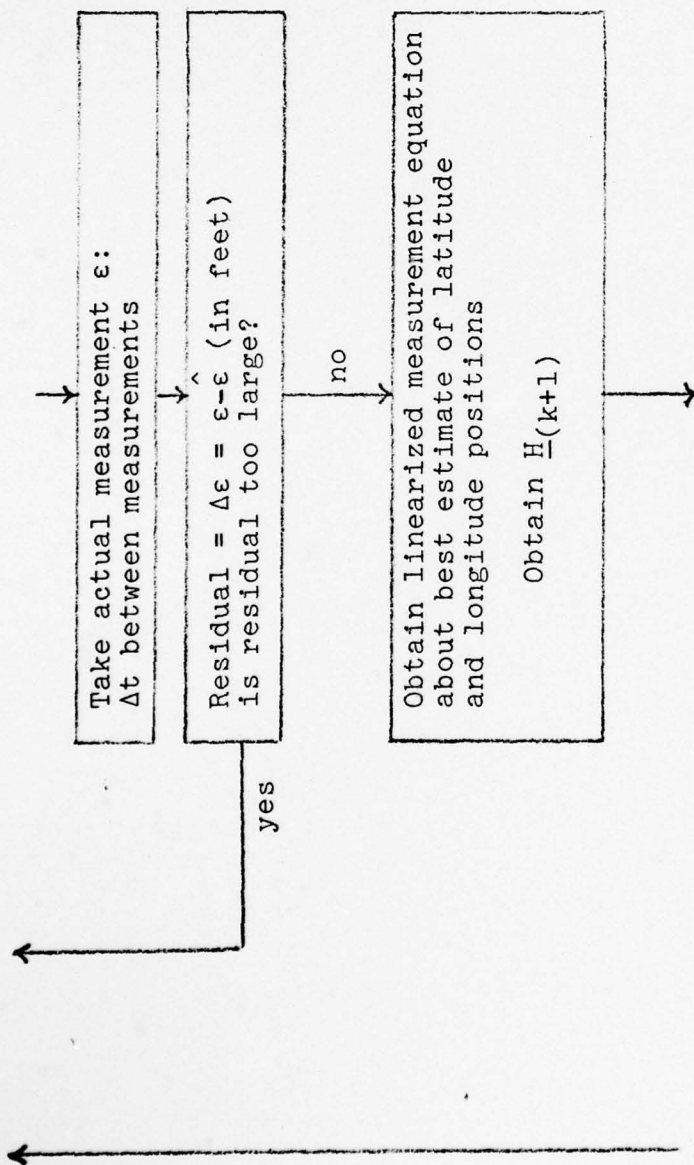 Take actual measurement ε:
Δt between measurements
Residual = Δε = ε-ε̂ (in feet)
is residual too large?
yes
no
Obtain linearized measurement equation
about best estimate of latitude
and longitude positions
Obtain H̲(k+1)